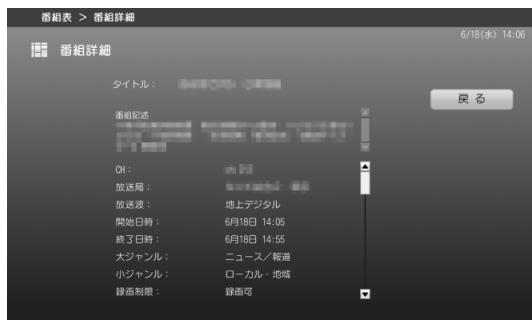 番組表 ＞ 番組詳細
6/18(水) 14:06
番組詳細
タイトル：
戻 る
番組記述
CH：
放送局：
放送波： 地上デジタル
開始日時： 6月18日 14:05
終了日時： 6月18日 14:55
大ジャンル： ニュース／報道
小ジャンル： ローカル・地域
録画制限： 録画可